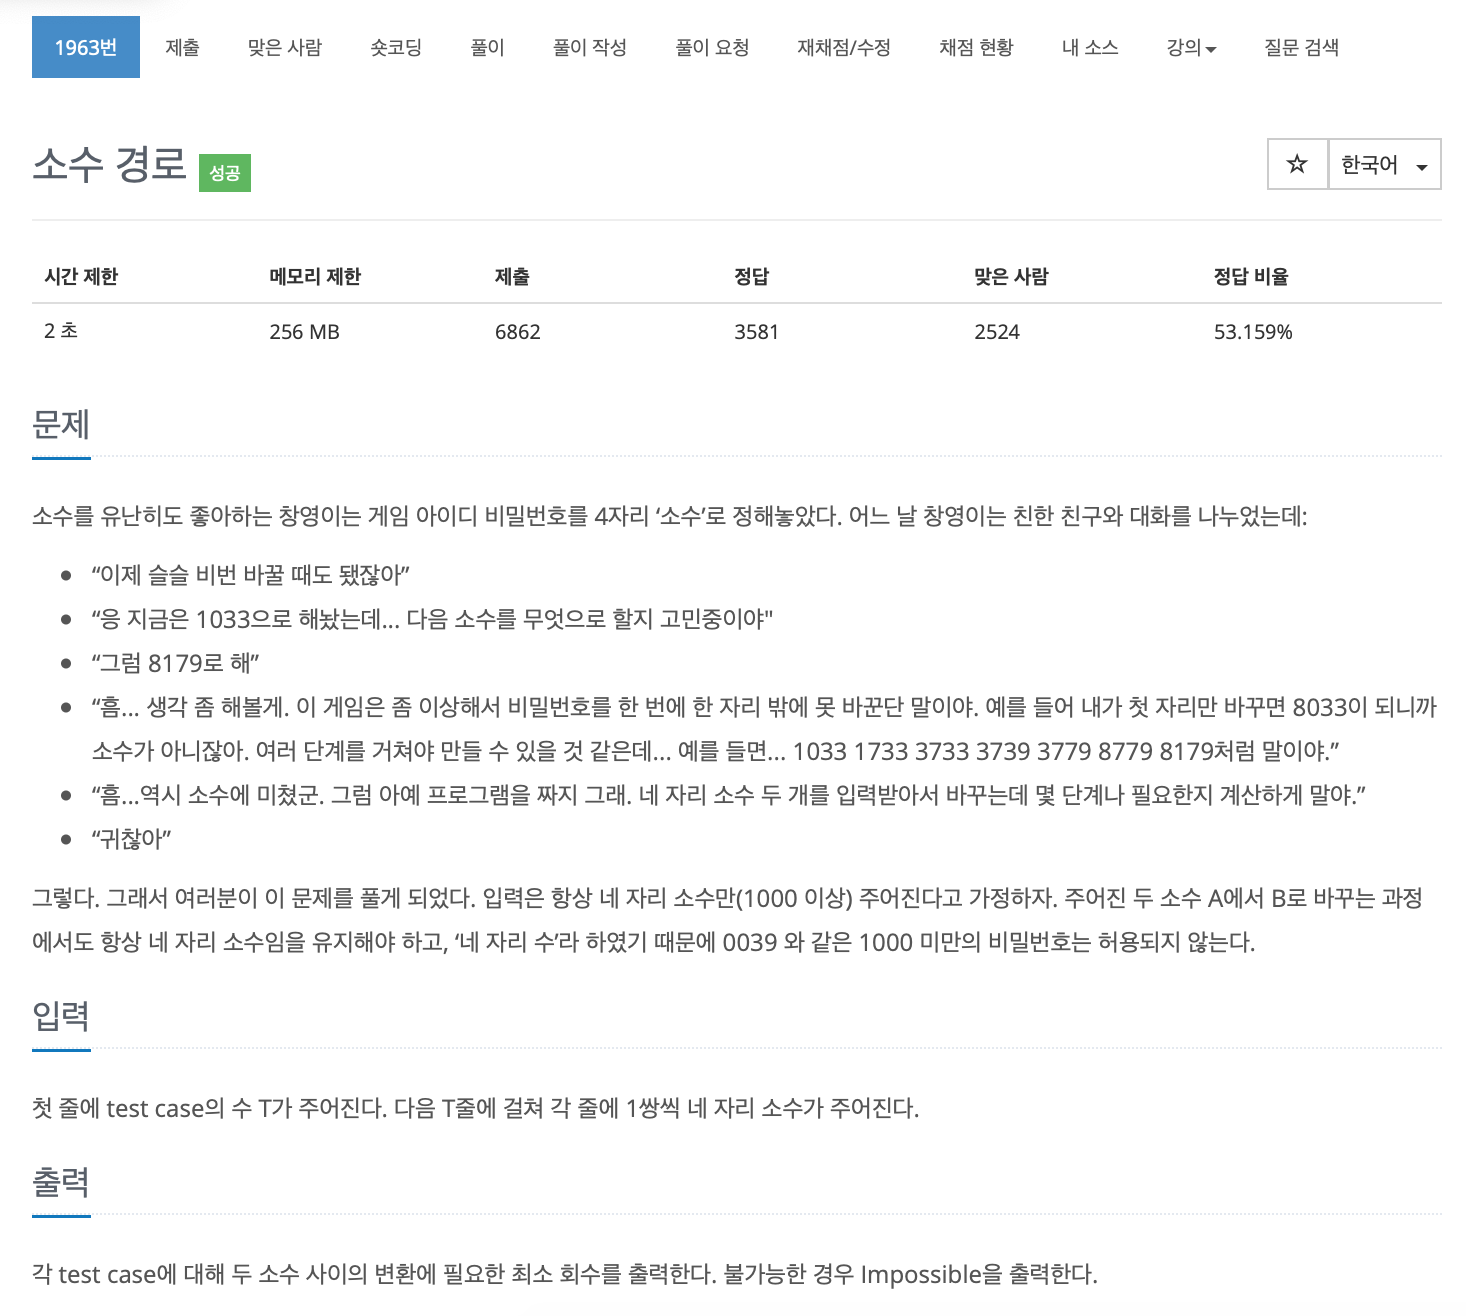 1963번 제출 맞은 사람 숏코딩 풀이 풀이 작성 풀이 요청 재채점/수정 채점 현황 내 소스 강의 질문 검색
소수 경로 성공 한국어
시간 제한 메모리 제한 제출 정답 맞은 사람 정답 비율
2 초 256 MB 6862 3581 2524 53.159%
문제
소수를 유난히도 좋아하는 창영이는 게임 아이디 비밀번호를 4자리 ‘소수’로 정해놓았다. 어느 날 창영이는 친한 친구와 대화를 나누었는데:
• “이제 슬슬 비번 바꿀 때도 됐잖아”
• “응 지금은 1033으로 해놨는데... 다음 소수를 무엇으로 할지 고민중이야"
• “그럼 8179로 해”
• “흠... 생각 좀 해볼게. 이 게임은 좀 이상해서 비밀번호를 한 번에 한 자리 밖에 못 바꾼단 말이야. 예를 들어 내가 첫 자리만 바꾸면 8033이 되니까
소수가 아니잖아. 여러 단계를 거쳐야 만들 수 있을 것 같은데... 예를 들면... 1033 1733 3733 3739 3779 8779 8179처럼 말이야.”
• “흠...역시 소수에 미쳤군. 그럼 아예 프로그램을 짜지 그래. 네 자리 소수 두 개를 입력받아서 바꾸는데 몇 단계나 필요한지 계산하게 말야.”
• “귀찮아”
그렇다. 그래서 여러분이 이 문제를 풀게 되었다. 입력은 항상 네 자리 소수만(1000 이상) 주어진다고 가정하자. 주어진 두 소수 A에서 B로 바꾸는 과정
에서도 항상 네 자리 소수임을 유지해야 하고, ‘네 자리 수’라 하였기 때문에 0039 와 같은 1000 미만의 비밀번호는 허용되지 않는다.
입력
첫 줄에 test case의 수 T가 주어진다. 다음 T줄에 걸쳐 각 줄에 1쌍씩 네 자리 소수가 주어진다.
출력
각 test case에 대해 두 소수 사이의 변환에 필요한 최소 회수를 출력한다. 불가능한 경우 Impossible을 출력한다.